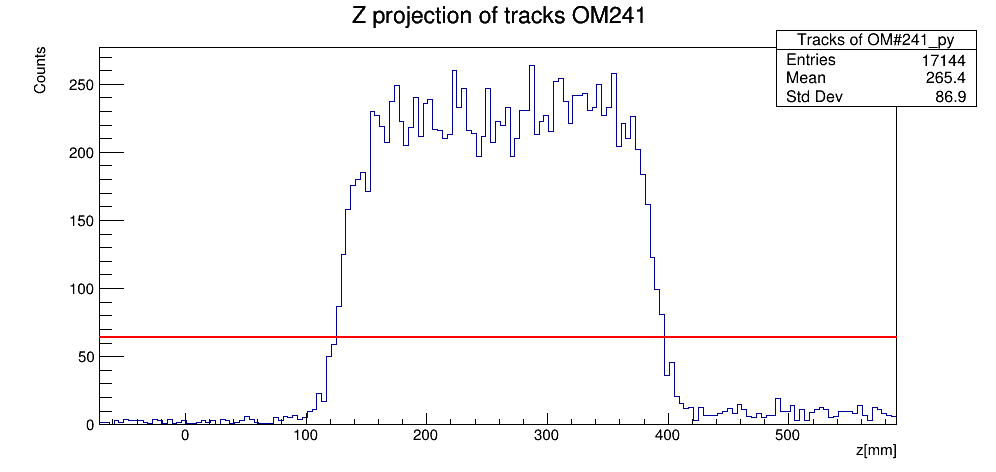 Z projection of tracks OM241
Tracks of OM#241_py
Entries 17144
Mean 265.4
Std Dev 86.9
Counts
250
200
150
100
50
0
0 100 200 300 400 500
z[mm]